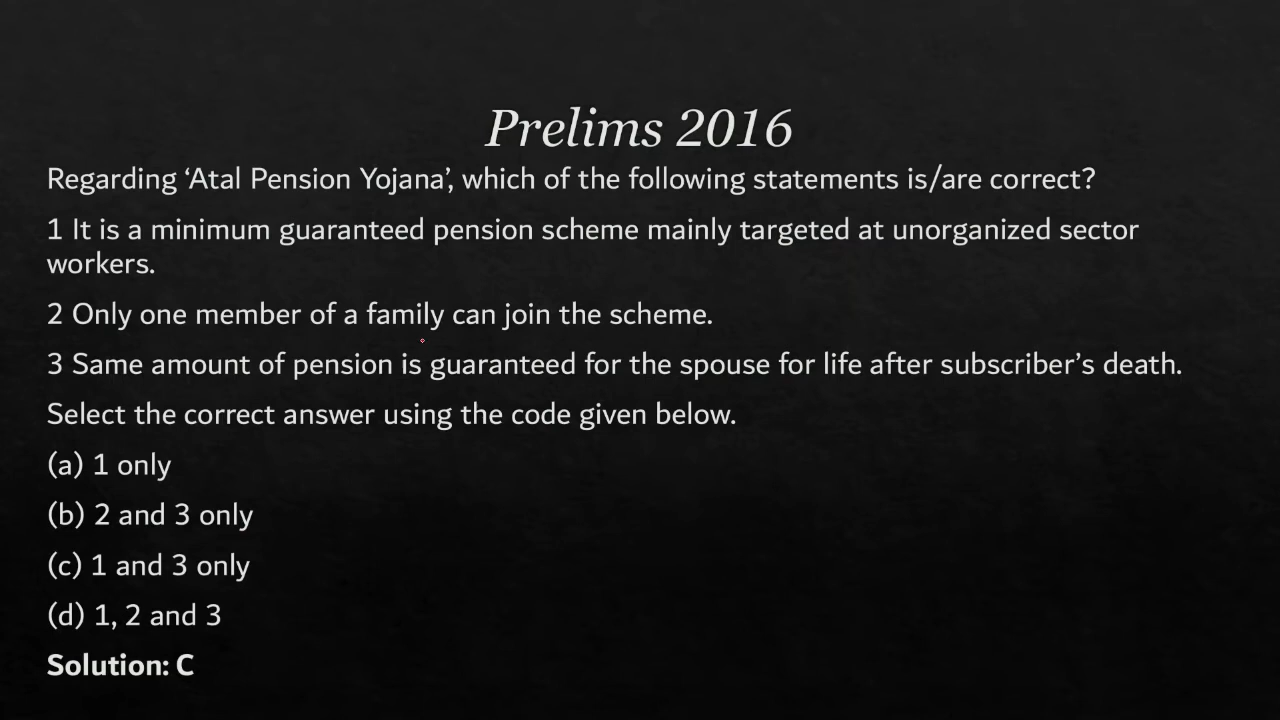 Prelims 2016
Regarding ‘Atal Pension Yojana’, which of the following statements is/are correct?
1 It is a minimum guaranteed pension scheme mainly targeted at unorganized sector
workers.
2 Only one member of a family can join the scheme.
3 Same amount of pension is guaranteed for the spouse for life after subscriber’s death.
Select the correct answer using the code given below.
(a) 1 only
(b) 2 and 3 only
(c) 1 and 3 only
(d) 1, 2 and 3
Solution: C